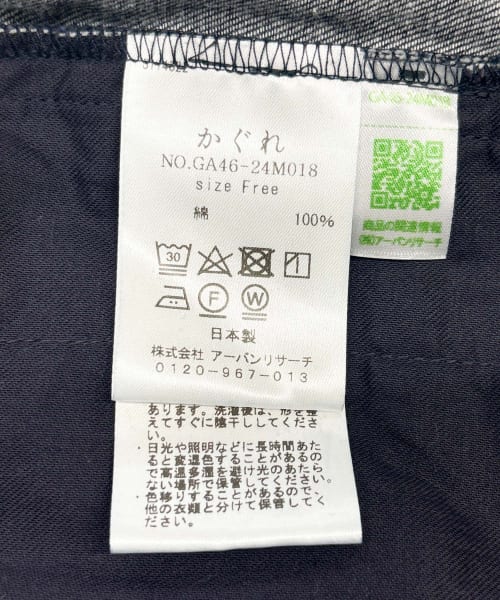 かぐれ
NO.GA46-24M018
size Free
綿 100%
30
F W
日本製
株式会社 アーバンリサーチ
0120-967-013
GA46-24M018
商品の関連情報
㈱アーバンリサーチ
あります。洗濯後は、形を整
えてすぐに陰干ししてくださ
い。
・日光や照明などに長時間あた
ると変退色することがあるの
で高温多湿を避け光のあたら
ない場所で保管してください。
・色移りすることがあるので、
他の衣類と分けて保管してく
ださい。